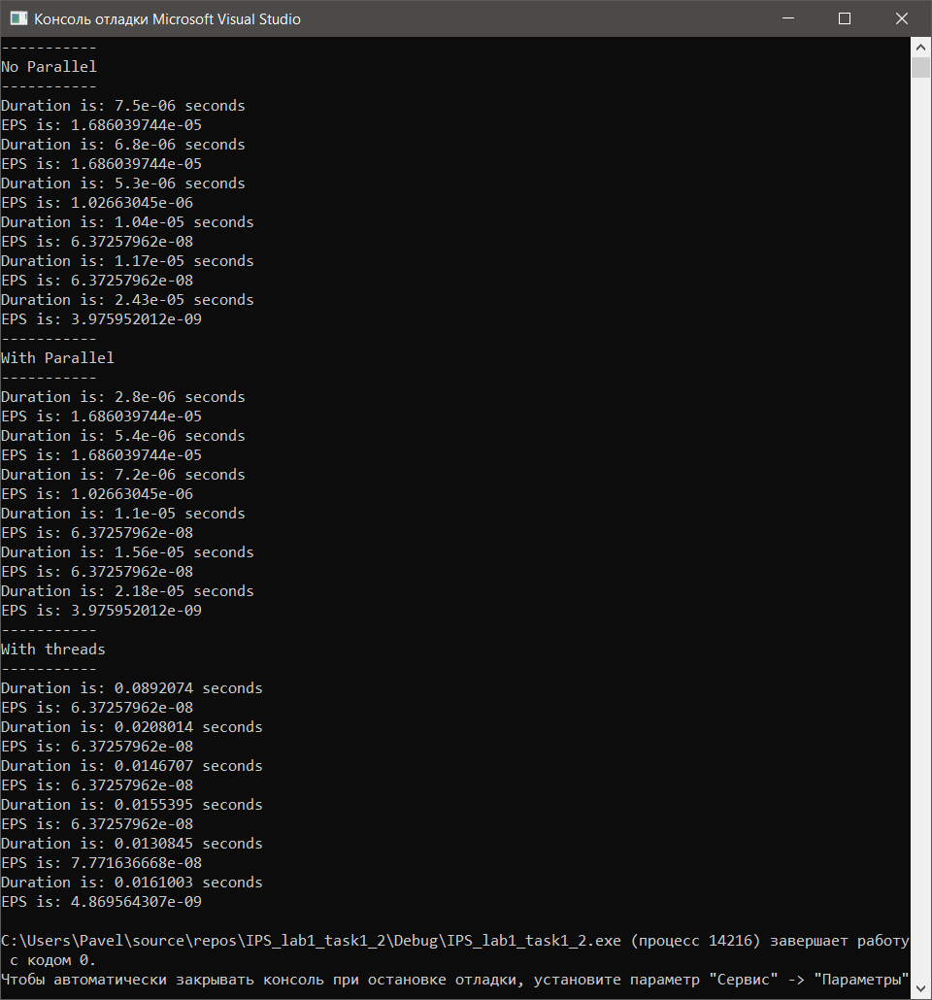 Консоль отладки Microsoft Visual Studio
-----------
No Parallel
-----------
Duration is: 7.5e-06 seconds
EPS is: 1.686039744e-05
Duration is: 6.8e-06 seconds
EPS is: 1.686039744e-05
Duration is: 5.3e-06 seconds
EPS is: 1.02663045e-06
Duration is: 1.04e-05 seconds
EPS is: 6.37257962e-08
Duration is: 1.17e-05 seconds
EPS is: 6.37257962e-08
Duration is: 2.43e-05 seconds
EPS is: 3.975952012e-09
-----------
With Parallel
-----------
Duration is: 2.8e-06 seconds
EPS is: 1.686039744e-05
Duration is: 5.4e-06 seconds
EPS is: 1.686039744e-05
Duration is: 7.2e-06 seconds
EPS is: 1.02663045e-06
Duration is: 1.1e-05 seconds
EPS is: 6.37257962e-08
Duration is: 1.56e-05 seconds
EPS is: 6.37257962e-08
Duration is: 2.18e-05 seconds
EPS is: 3.975952012e-09
-----------
With threads
-----------
Duration is: 0.0892074 seconds
EPS is: 6.37257962e-08
Duration is: 0.0208014 seconds
EPS is: 6.37257962e-08
Duration is: 0.0146707 seconds
EPS is: 6.37257962e-08
Duration is: 0.0155395 seconds
EPS is: 6.37257962e-08
Duration is: 0.0130845 seconds
EPS is: 7.771636668e-08
Duration is: 0.0161003 seconds
EPS is: 4.869564307e-09
C:\Users\Pavel\source\repos\IPS_lab1_task1_2\Debug\IPS_lab1_task1_2.exe (процесс 14216) завершает работу
с кодом 0.
Чтобы автоматически закрывать консоль при остановке отладки, установите параметр "Сервис" -> "Параметры"